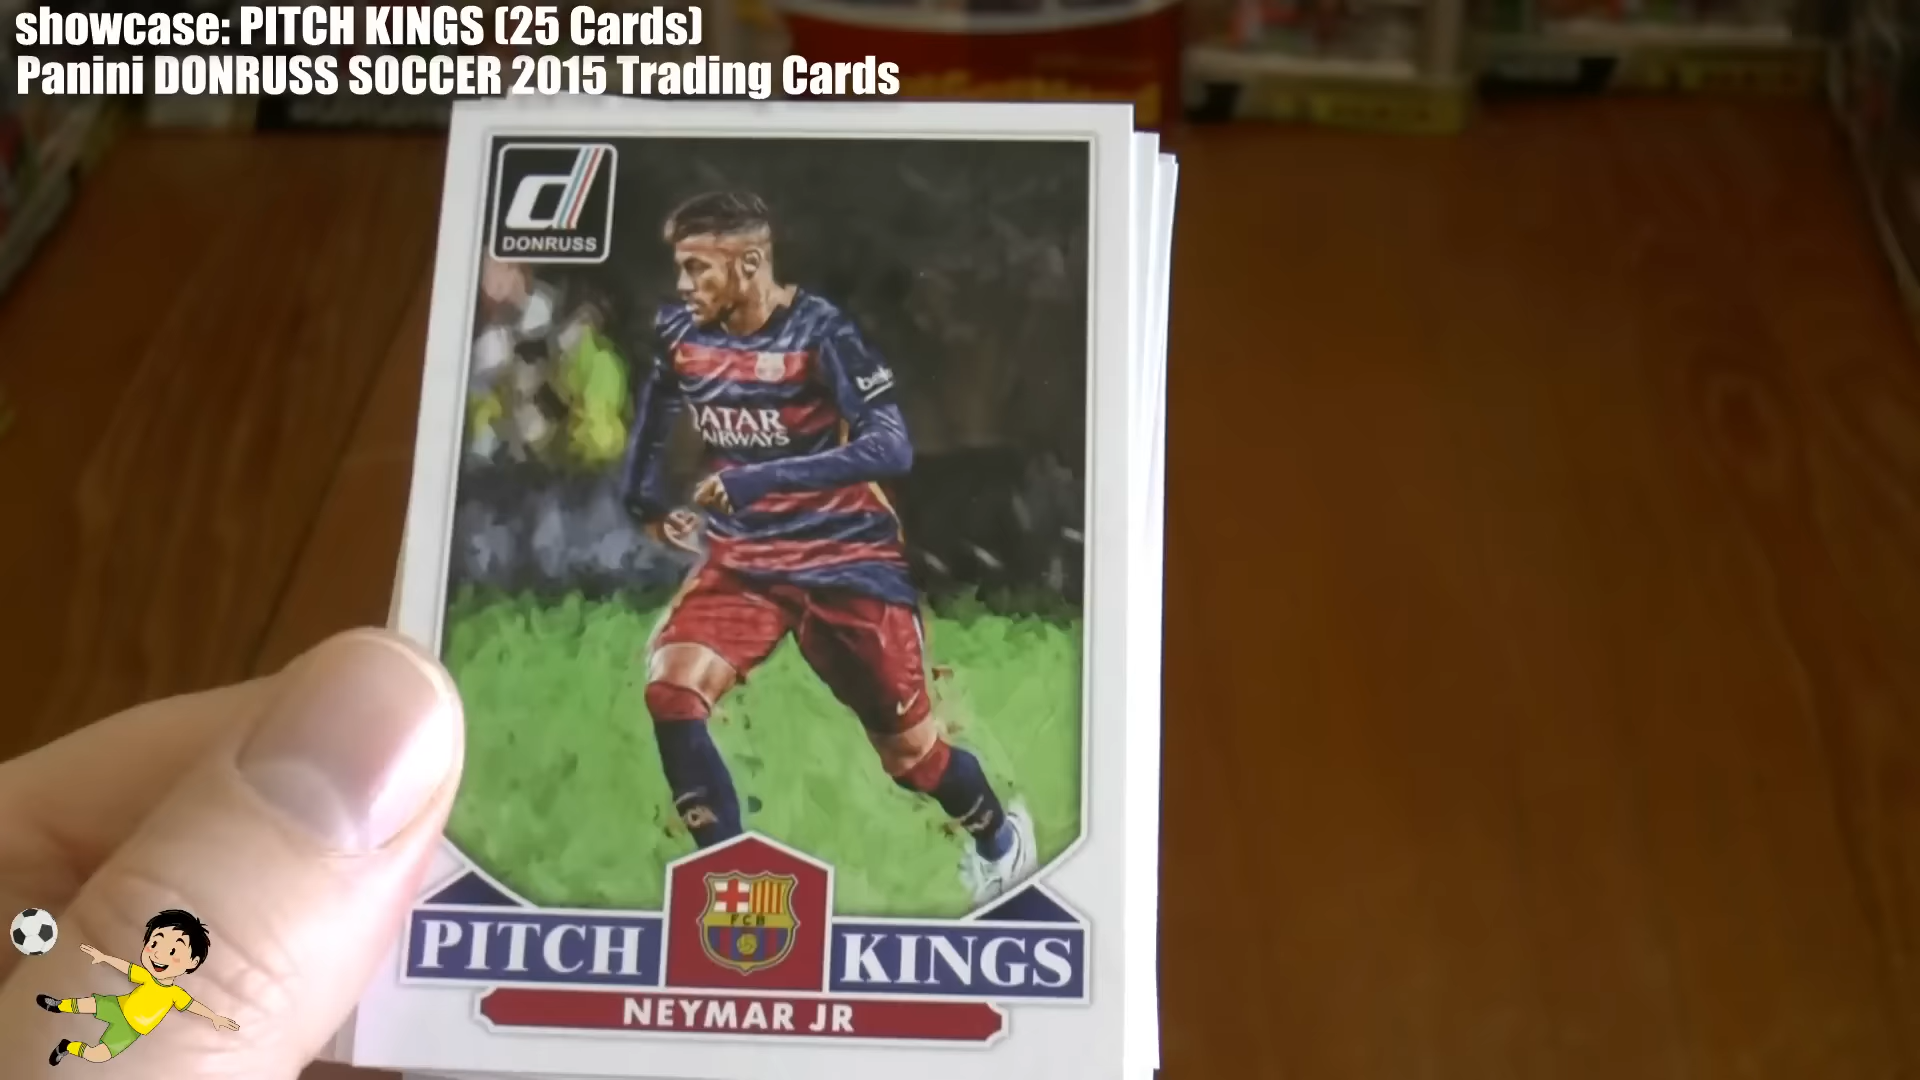 showcase: PITCH KINGS (25 Cards)
Panini DONRUSS SOCCER 2015 Trading Cards
d
DONRUSS
QATAR
AIRWAYS
beko
FCB
PITCH KINGS
NEYMAR JR